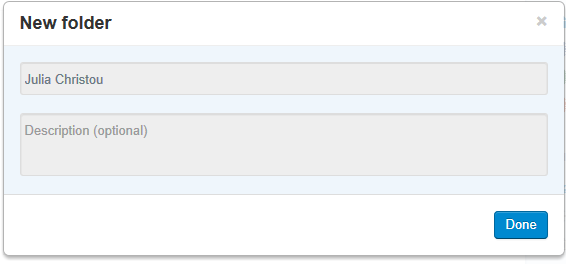 New folder
×
Julia Christou
Description (optional)
Done